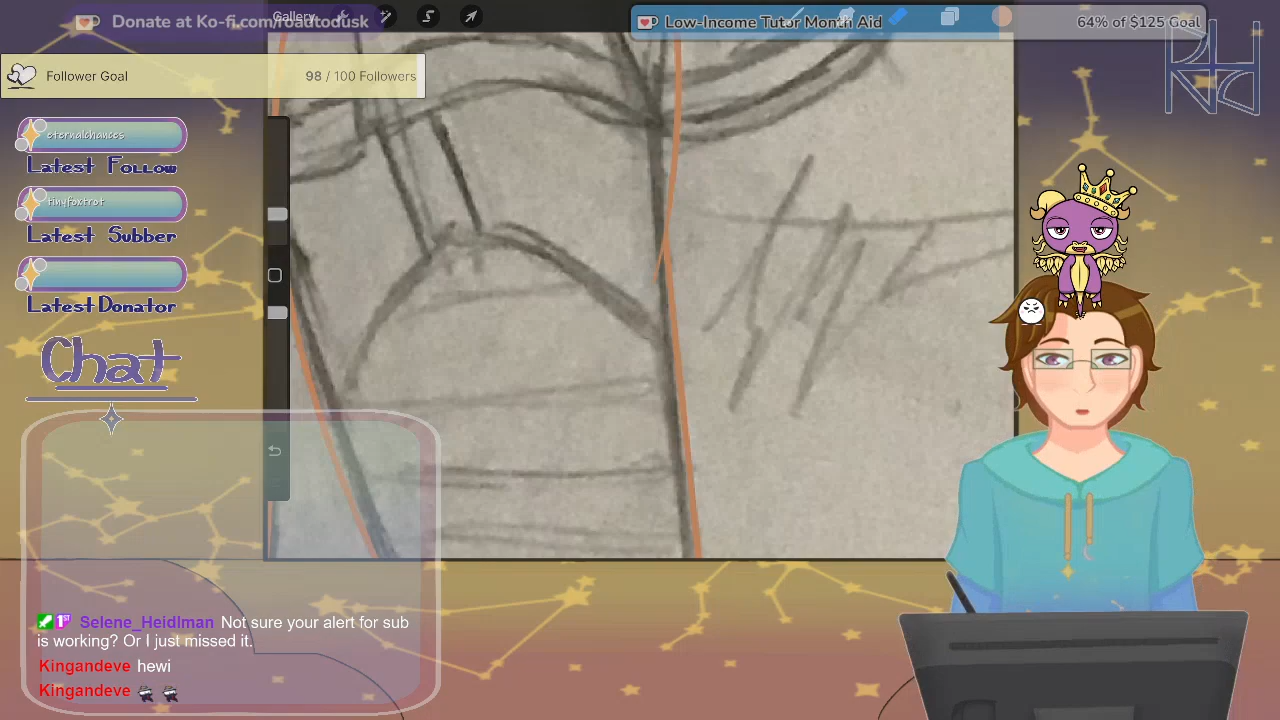 Donate at Ko-fi.com/roadtodusk
Gallery
Low-Income Tutor Month Aid
64% of $125 Goal
Follower Goal
98 / 100 Followers
eternalchances
Latest Follow
tinyfoxtrot
Latest Subber
Latest Donator
Chat
Selene_Heidlman Not sure your alert for sub
is working? Or I just missed it.
Kingandeve hewi
Kingandeve